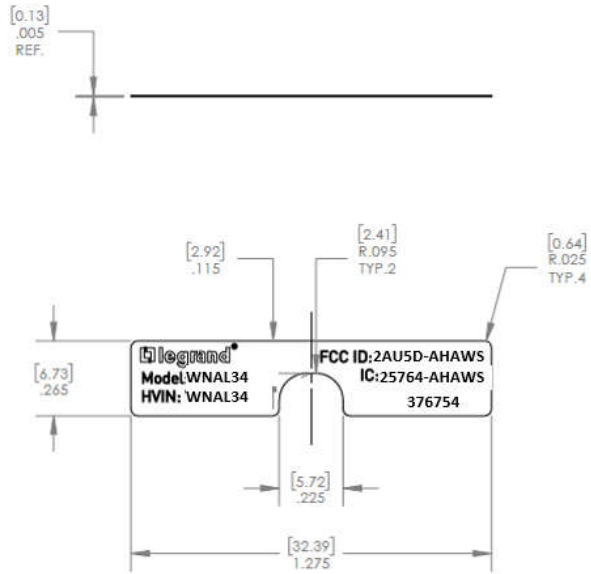 [0.13]
.005
REF.
[2.92]
.115
[2.41]
R.095
TYP.2
[0.64]
R.025
TYP.4
[6.73]
.265
legrand
Model:WNAL34
HVIN: WNAL34
FCC ID:2AU5D-AHAWS
IC:25764-AHAWS
376754
[5.72]
.225
[32.39]
1.275